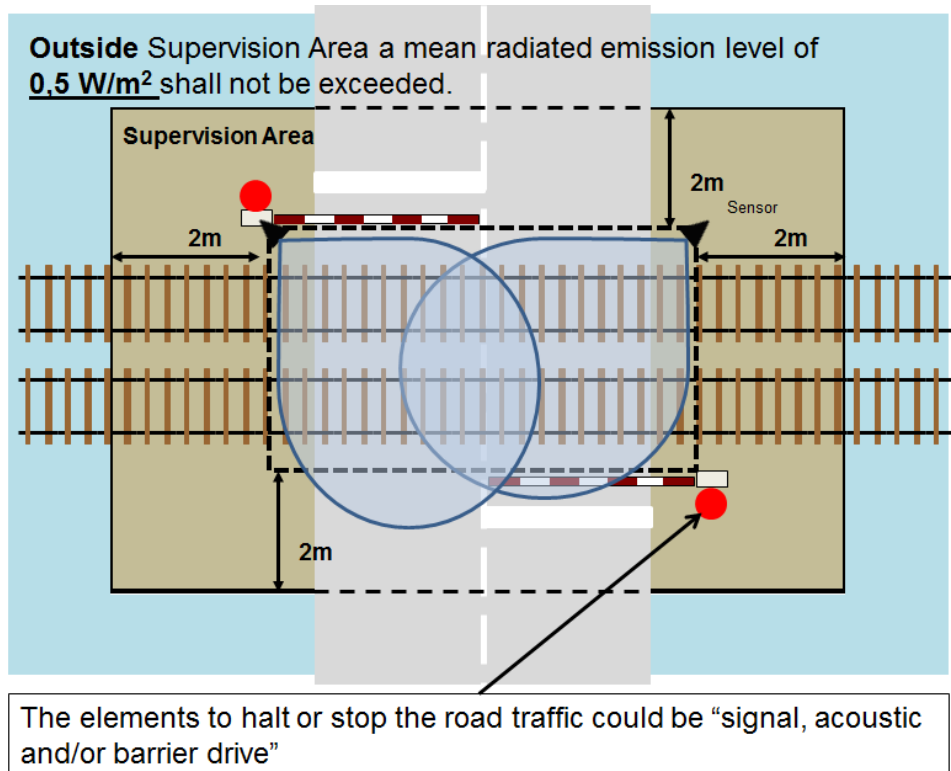 Outside Supervision Area a mean radiated emission level of
0,5 W/m² shall not be exceeded.
Supervision Area
2m
Sensor
2m
2m
2m
The elements to halt or stop the road traffic could be “signal, acoustic
and/or barrier drive”